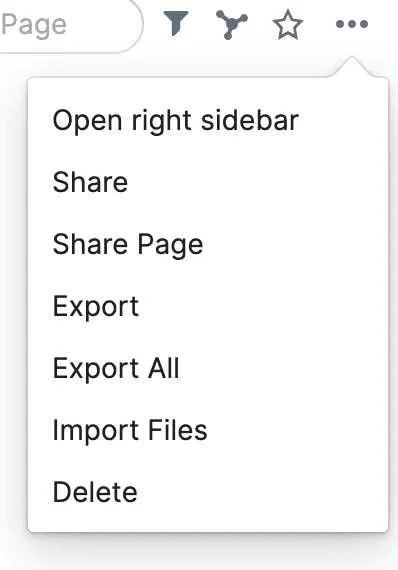 Page
Open right sidebar
Share
Share Page
Export
Export All
Import Files
Delete